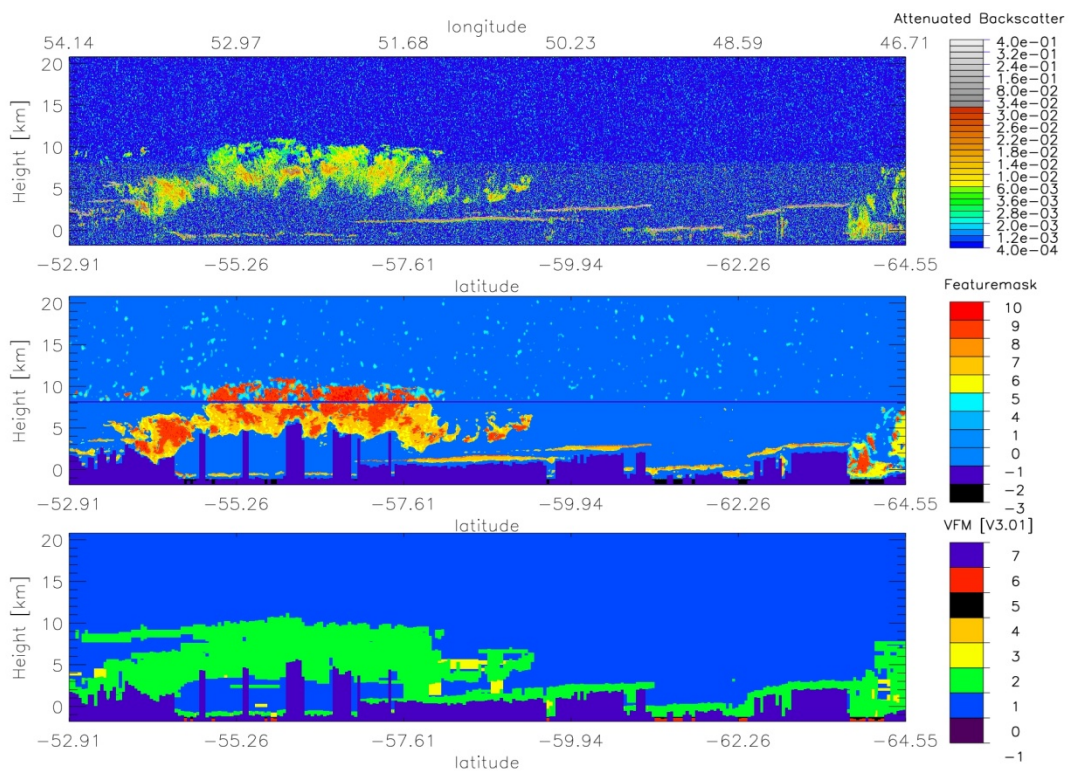 longitude
54.14 52.97 51.68 50.23 48.59 46.71
Height [km]
20
15
10
5
0
-52.91 -55.26 -57.61 -59.94 -62.26 -64.55
latitude
Attenuated Backscatter
4.0e-01
3.2e-01
2.4e-01
1.6e-01
8.0e-02
3.4e-02
3.0e-02
2.6e-02
2.2e-02
1.8e-02
1.4e-02
1.0e-02
6.0e-03
3.6e-03
2.8e-03
2.0e-03
1.2e-03
4.0e-04
Height [km]
20
15
10
5
0
-52.91 -55.26 -57.61 -59.94 -62.26 -64.55
latitude
Featuremask
10
9
8
7
6
5
4
1
0
-1
-2
-3
Height [km]
20
15
10
5
0
-52.91 -55.26 -57.61 -59.94 -62.26 -64.55
latitude
VFM [V3.01]
7
6
5
4
3
2
1
0
-1